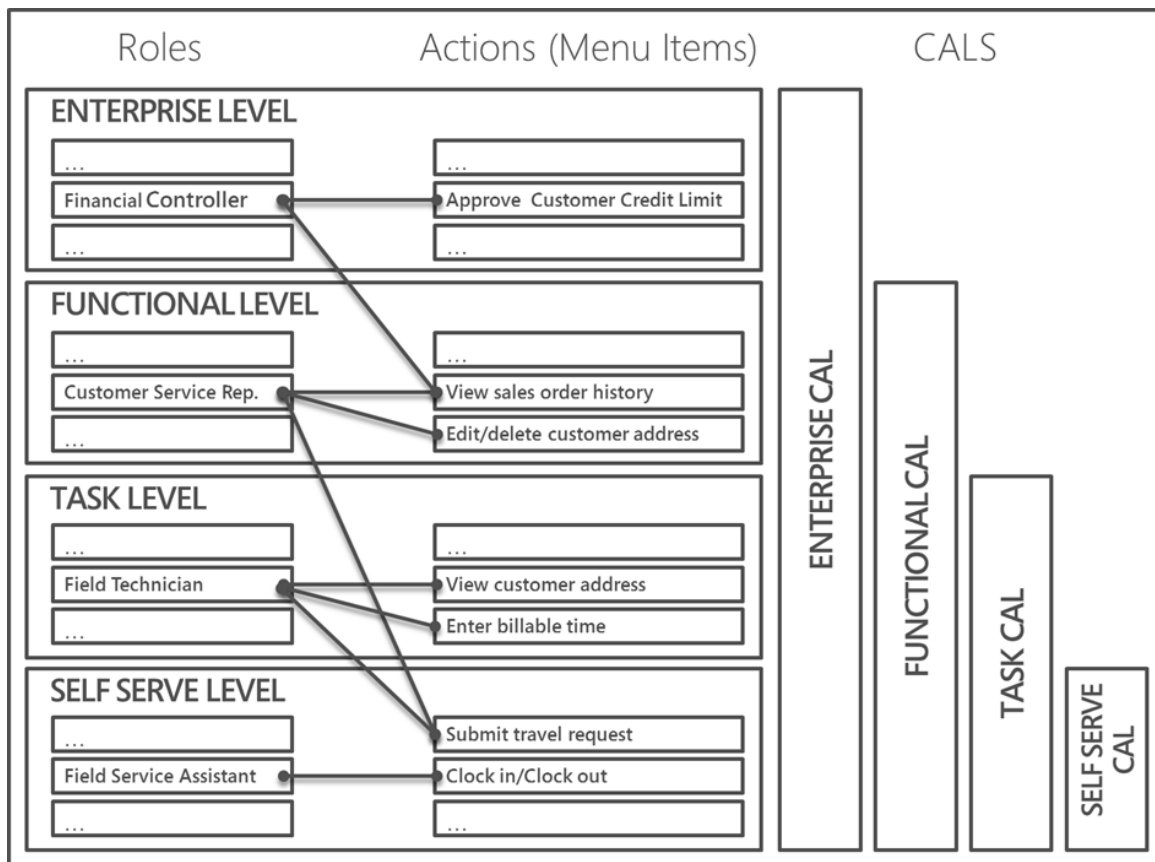 Roles
Actions (Menu Items)
CALS
ENTERPRISE LEVEL
...
...
Financial Controller
Approve Customer Credit Limit
...
...
FUNCTIONAL LEVEL
...
...
Customer Service Rep.
View sales order history
...
Edit/delete customer address
TASK LEVEL
...
...
Field Technician
View customer address
...
Enter billable time
SELF SERVE LEVEL
...
Submit travel request
Field Service Assistant
Clock in/Clock out
...
...
ENTERPRISE CAL
FUNCTIONAL CAL
TASK CAL
SELF SERVE
CAL